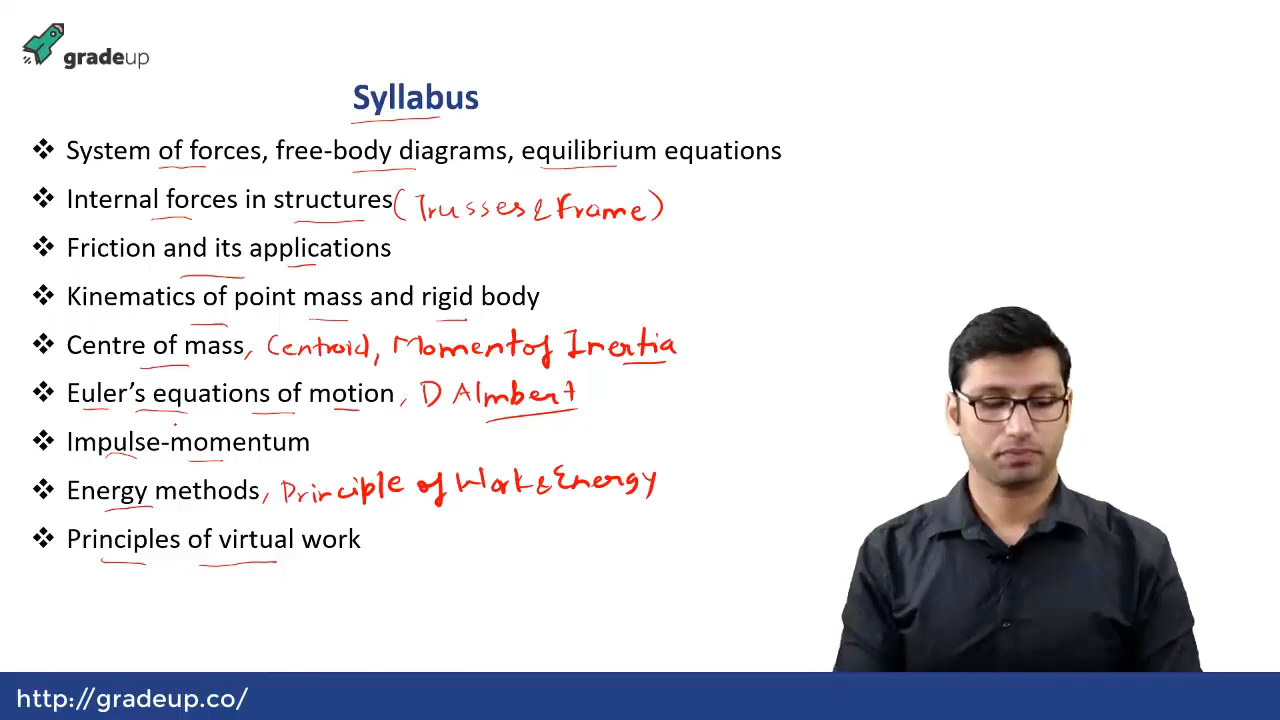 gradeup
Syllabus
❖ System of forces, free-body diagrams, equilibrium equations
❖ Internal forces in structures (Trusses & Frame)
❖ Friction and its applications
❖ Kinematics of point mass and rigid body
❖ Centre of mass, Centroid, Moment of Inertia
❖ Euler’s equations of motion, D Almbert
❖ Impulse-momentum
❖ Energy methods, Principle of Work & Energy
❖ Principles of virtual work
http://gradeup.co/